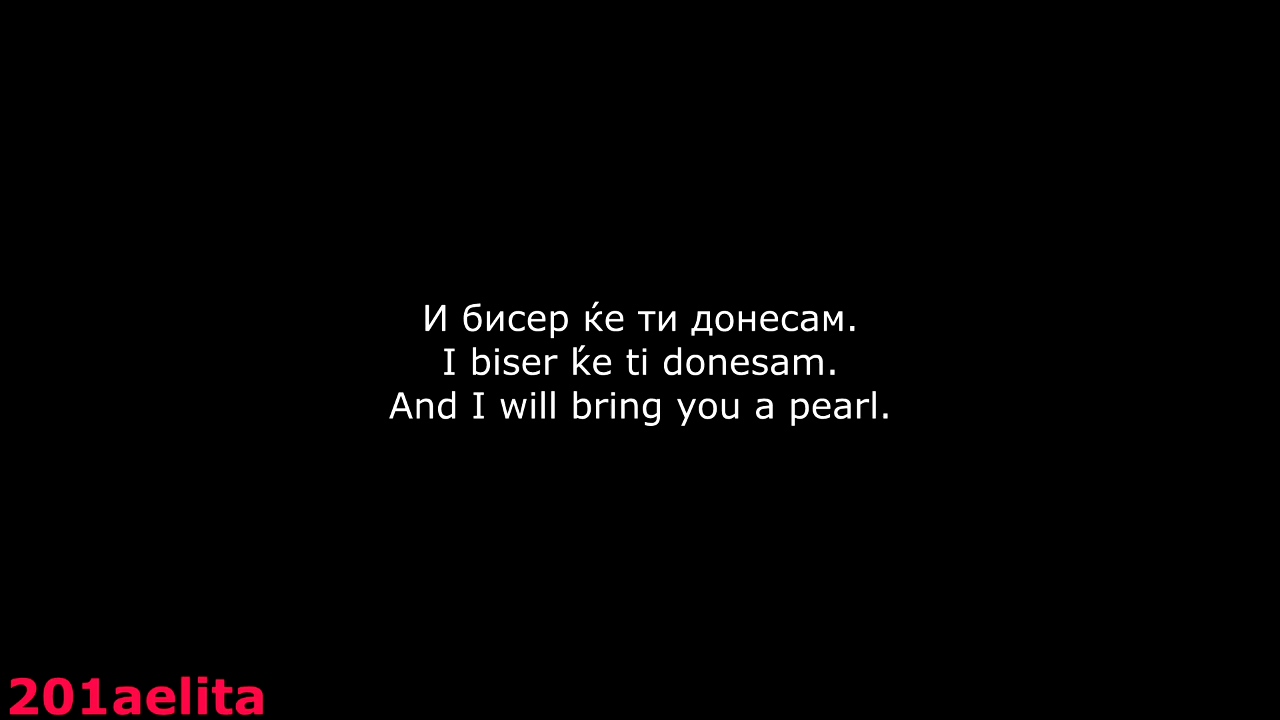 И бисер ќе ти донесам.
I biser ḱe ti donesam.
And I will bring you a pearl.
201aelita